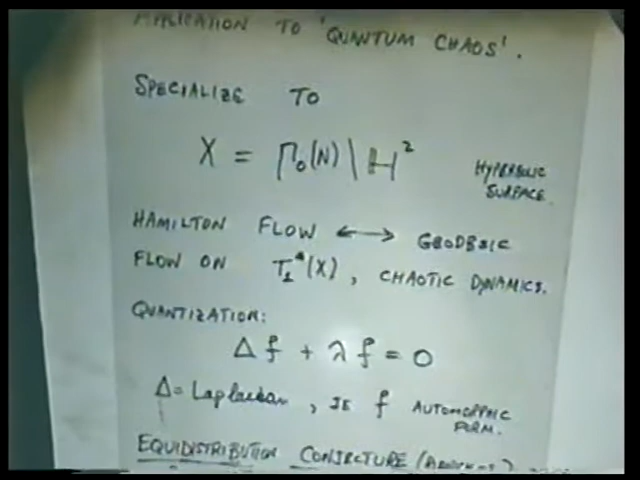 APPLICATION TO 'QUANTUM CHAOS'.
SPECIALIZE TO
X = Γ₀(N) \ H²
HYPERBOLIC
SURFACE.
HAMILTON FLOW ⟷ GEODESIC
FLOW ON T₁*(X), CHAOTIC DYNAMICS.
QUANTIZATION:
Δf + λf = 0
Δ = Laplacian, IE f AUTOMORPHIC
FORM.
EQUIDISTRIBUTION CONJECTURE